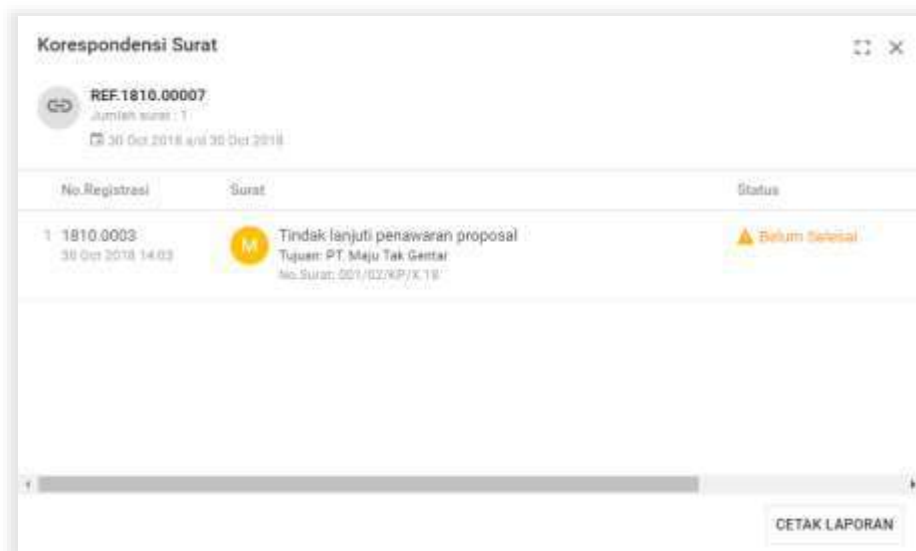 Korespondensi Surat
REF.1810.00007
Jumlah surat : 1
30 Oct 2018 s/d 30 Oct 2018
No.Registrasi Surat Status
1 1810.0003 M Tindak lanjuti penawaran proposal Belum Selesai
30 Oct 2018 14:03 Tujuan: PT. Maju Tak Gentar
No.Surat: 001/02/KP/X.18
CETAK LAPORAN